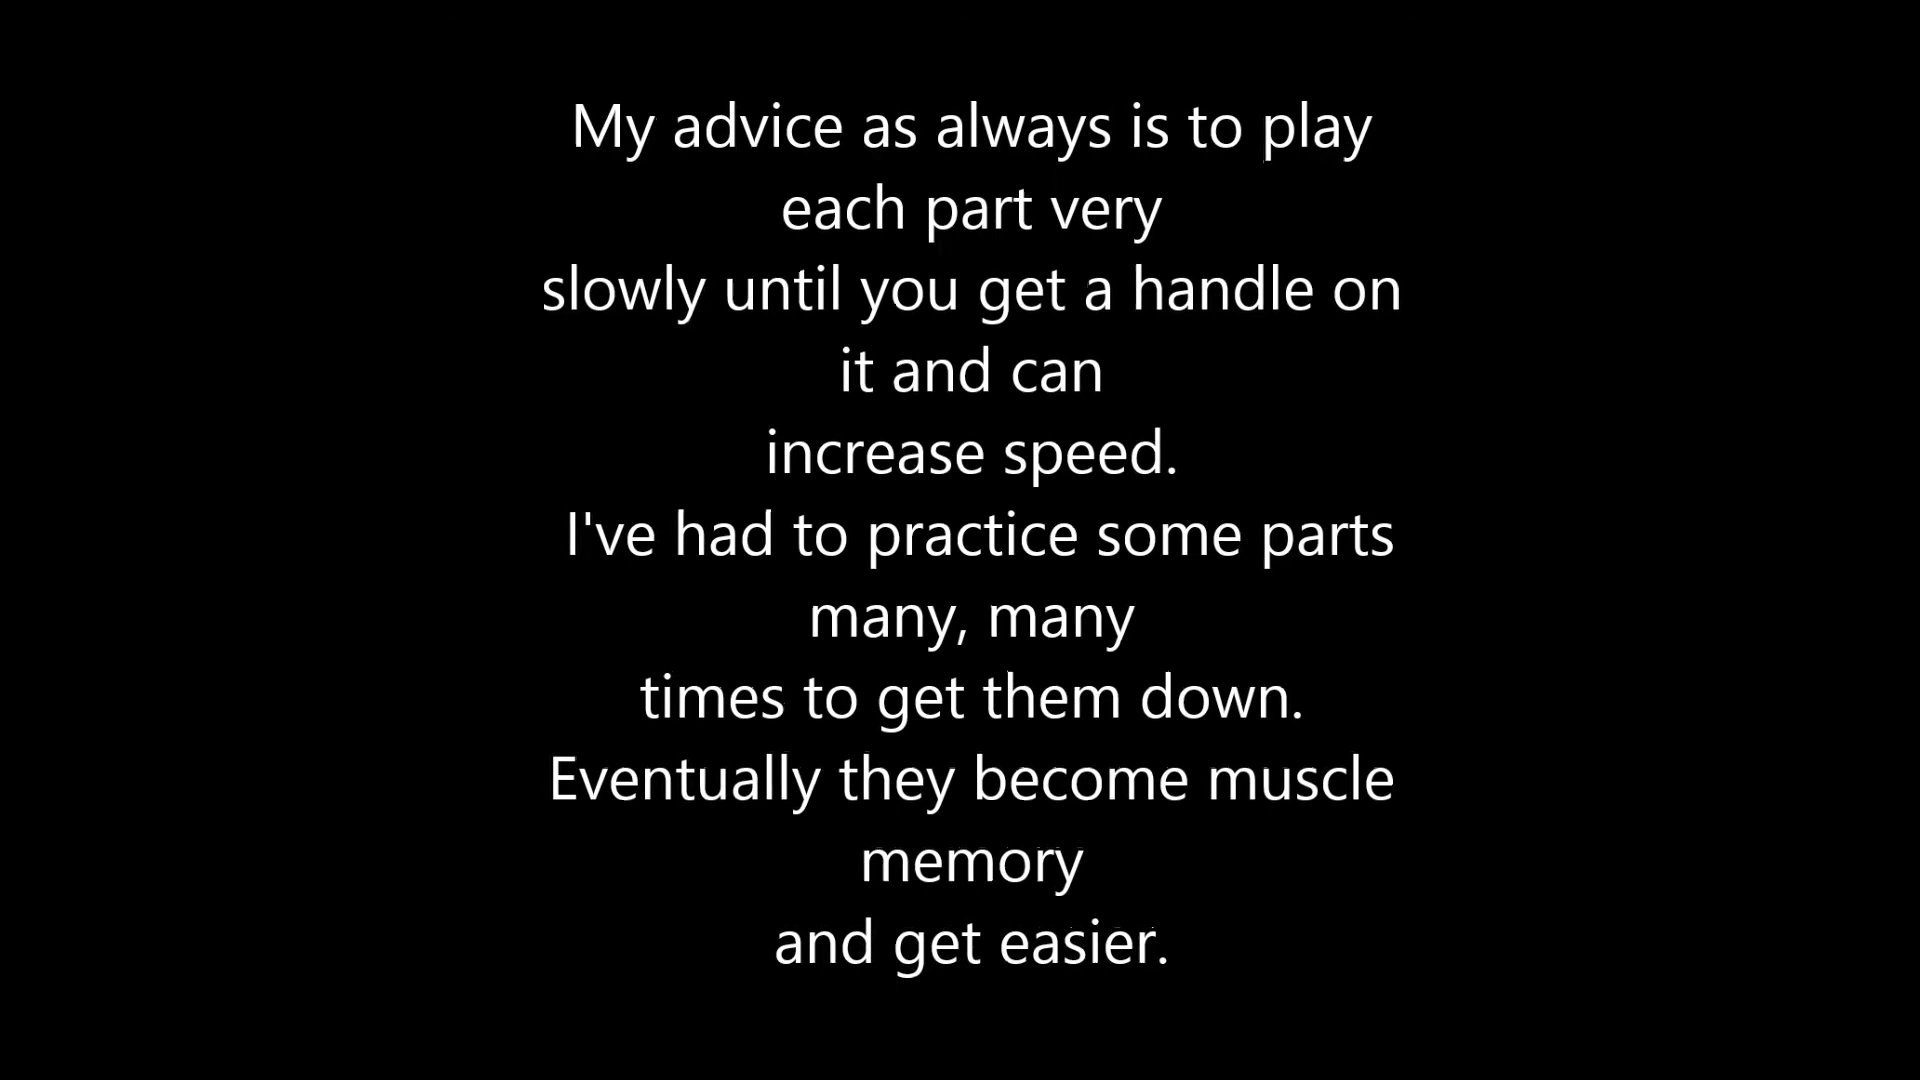 My advice as always is to play
each part very
slowly until you get a handle on
it and can
increase speed.
I've had to practice some parts
many, many
times to get them down.
Eventually they become muscle
memory
and get easier.